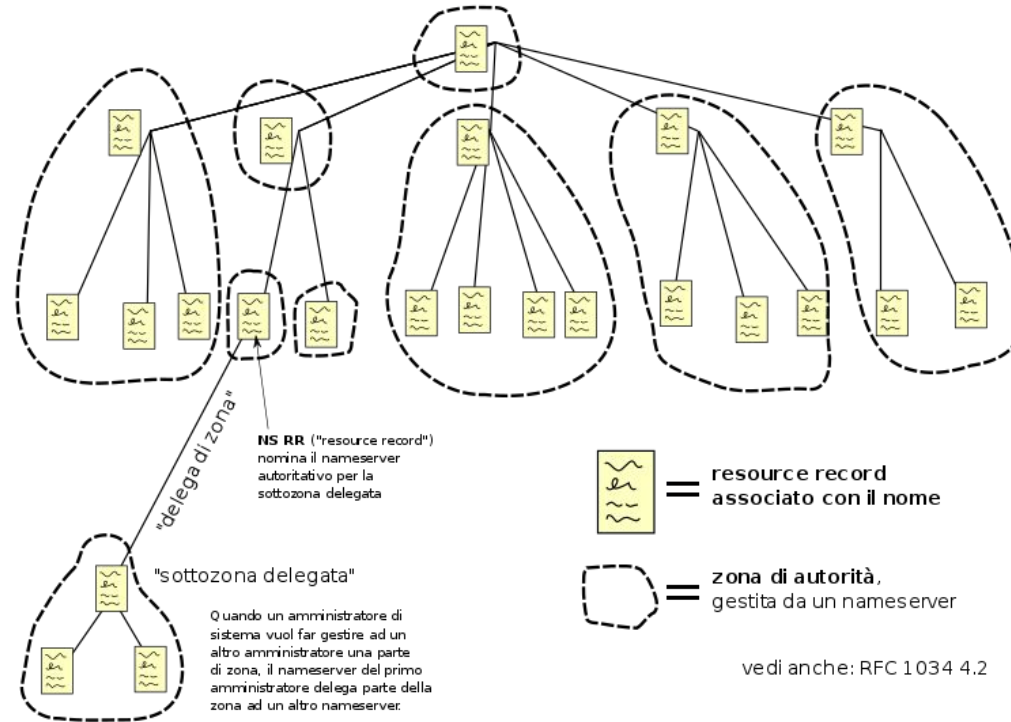 NS RR ("resource record")
nomina il nameserver
autoritativo per la
sottozona delegata
"delega di zona"
resource record
associato con il nome
"sottozona delegata"
zona di autorità,
gestita da un nameserver
Quando un amministratore di
sistema vuol far gestire ad un
altro amministratore una parte
di zona, il nameserver del primo
amministratore delega parte della
zona ad un altro nameserver.
vedi anche: RFC 1034 4.2